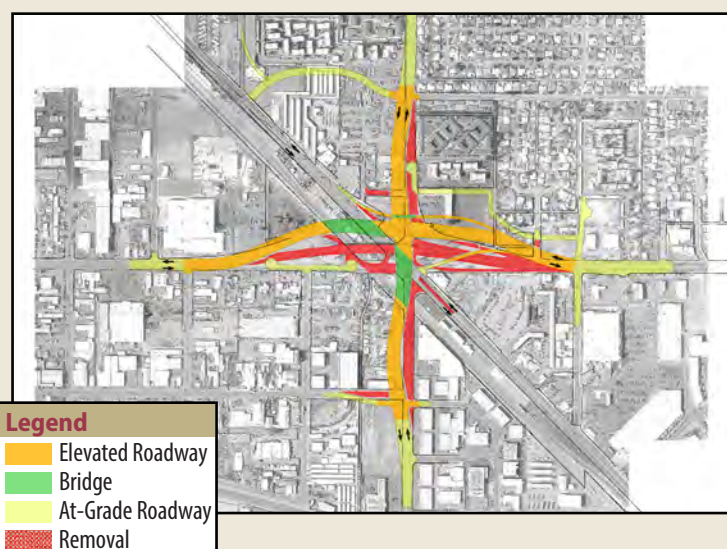 Legend
Elevated Roadway
Bridge
At-Grade Roadway
Removal